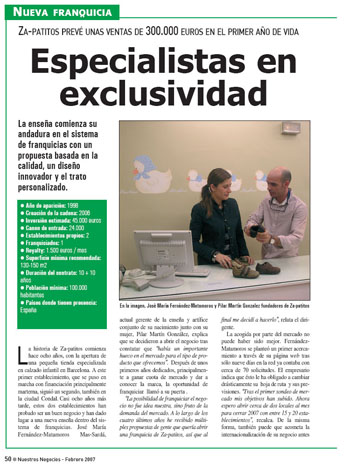 NUEVA FRANQUICIA
ZA-PATITOS PREVÉ UNAS VENTAS DE 300.000 EUROS EN EL PRIMER AÑO DE VIDA
Especialistas en
exclusividad
La enseña comienza su
andadura en el sistema
de franquicias con un
propuesta basada en la
calidad, un diseño
innovador y el trato
personalizado.
● Año de aparición: 1998
● Creación de la cadena: 2006
● Inversión estimada: 45.000 euros
● Canon de entrada: 24.000
● Establecimientos propios: 2
● Franquiciados: 1
● Royalty: 1.500 euros / mes
● Superficie mínima recomendada:
130-150 m2
● Duración del contrato: 10 + 10
años
● Población mínima: 100.000
habitantes
● Países donde tienen presencia:
España
En la imagen, José María Fernández-Matamoros y Pilar Martín González fundadores de Za-patitos
La historia de Za-patitos comienza
hace ocho años, con la apertura de
una pequeña tienda especializada
en calzado infantil en Barcelona. A este
primer establecimiento, que se puso en
marcha con financiación principalmente
materna, siguió un segundo, también en
la ciudad Condal. Casi ocho años más
tarde, estos dos establecimientos han
probado ser un buen negocio y han dado
lugar a una nueva enseña dentro del sistema
de franquicias. José María
Fernández-Matamoros Mas-Sardá,
actual gerente de la enseña y artífice
conjunto de su nacimiento junto con su
mujer, Pilar Martín González, explica
que se decidieron a abrir el negocio tras
constatar que "había un importante
hueco en el mercado para el tipo de producto
que ofrecemos". Después de unos
primeros años dedicados, principalmente
a ganar cuota de mercado y dar a
conocer la marca, la oportunidad de
franquiciar llamó a su puerta.
"La posibilidad de franquiciar el negocio
no fue idea nuestra, sino fruto de la
demanda del mercado. A lo largo de los
cuatro últimos años he recibido múltiples
propuestas de gente que quería abrir
una franquicia de Zapatitos, así que al
final me decidí a hacerlo", relata el dirigente.
La acogida por parte del mercado no
puede haber sido mejor. Fernández-
Matamoros se planteó un primer acercamiento
a través de su página web tras
sólo nueve días en la red ya contaba con
cerca de 70 solicitudes. El empresario
indica que esto le ha obligado a cambiar
drásticamente su hoja de ruta y sus previsiones.
"Tras el primer sondeo de mercado
mis objetivos han subido. Ahora
espero abrir cerca de dos locales al mes
para cerrar 2007 con entre 15 y 20 establecimientos",
recalca. De la misma
forma, también puede que acometa la
internacionalización de su negocio antes
50 ● Nuestros Negocios - Febrero 2007